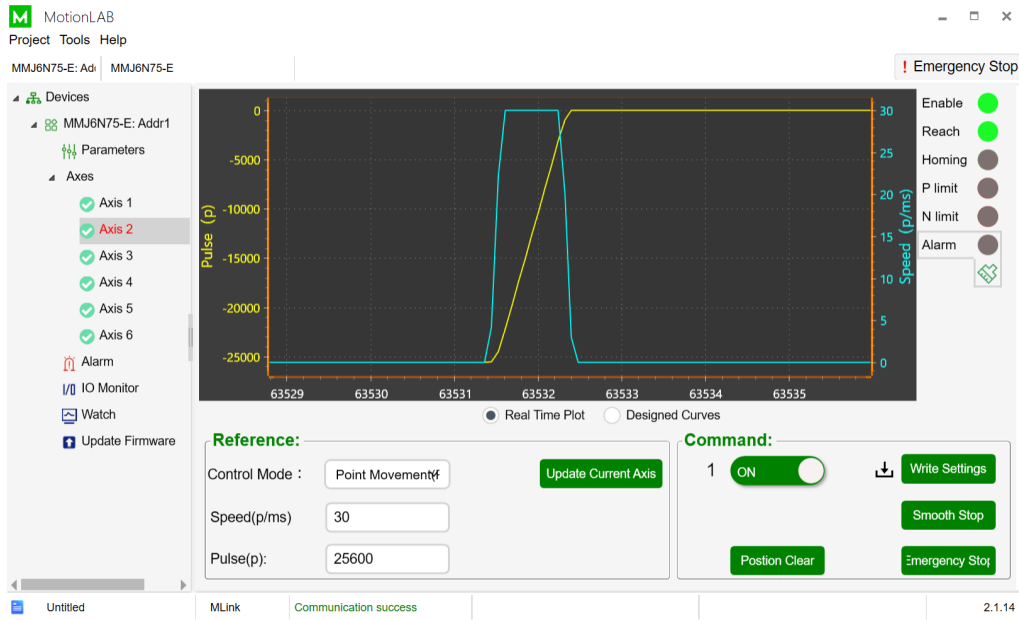 MotionLAB
Project Tools Help
MMJ6N75-E: Add MMJ6N75-E
! Emergency Stop
Devices
MMJ6N75-E: Addr1
Parameters
Axes
Axis 1
Axis 2
Axis 3
Axis 4
Axis 5
Axis 6
Alarm
I/0 IO Monitor
Watch
Update Firmware
Pulse (p)
0
-5000
-10000
-15000
-20000
-25000
63529 63530 63531 63532 63533 63534 63535
30
25
20
15
10
5
0
Speed (p/ms)
Enable
Reach
Homing
P limit
N limit
Alarm
Real Time Plot Designed Curves
Reference:
Control Mode :
Update Current Axis
Speed(p/ms) 30
Pulse(p): 25600
Command:
1 ON Write Settings
Smooth Stop
Postion Clear Emergency Stop
Untitled MLink Communication success 2.1.14